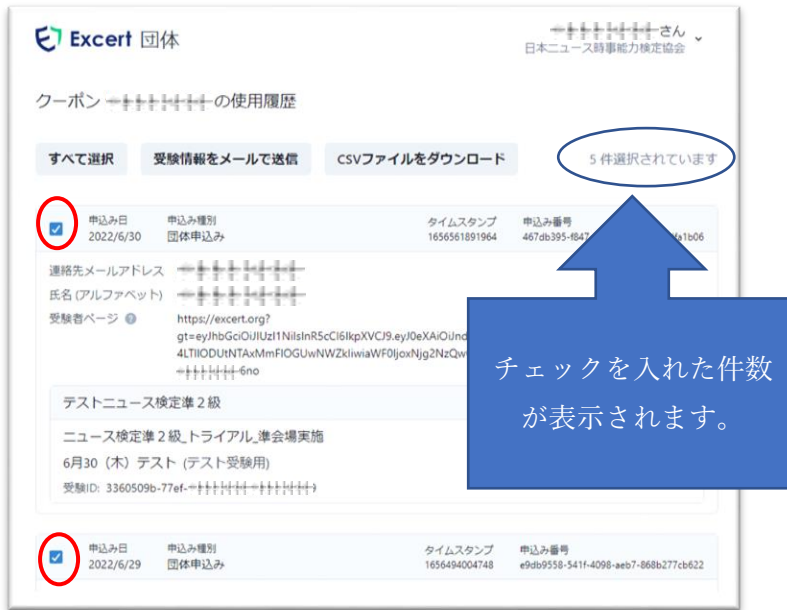 Excert 団体
さん
日本ニュース時事能力検定協会
クーポン の使用履歴
すべて選択 受験情報をメールで送信 CSVファイルをダウンロード 5 件選択されています
申込み日 申込み種別 タイムスタンプ 申込み番号
2022/6/30 団体申込み 1656561891964 467db395-f847 fa1b06
連絡先メールアドレス
氏名 (アルファベット)
受験者ページ https://excert.org?
6no
チェックを入れた件数
が表示されます。
テストニュース検定準２級
ニュース検定準２級_トライアル_準会場実施
6月30（木）テスト (テスト受験用)
受験ID: 3360509b-77ef-
申込み日 申込み種別 タイムスタンプ 申込み番号
2022/6/29 団体申込み 1656494004748 e9db9558-541f-4098-aeb7-868b277cb622